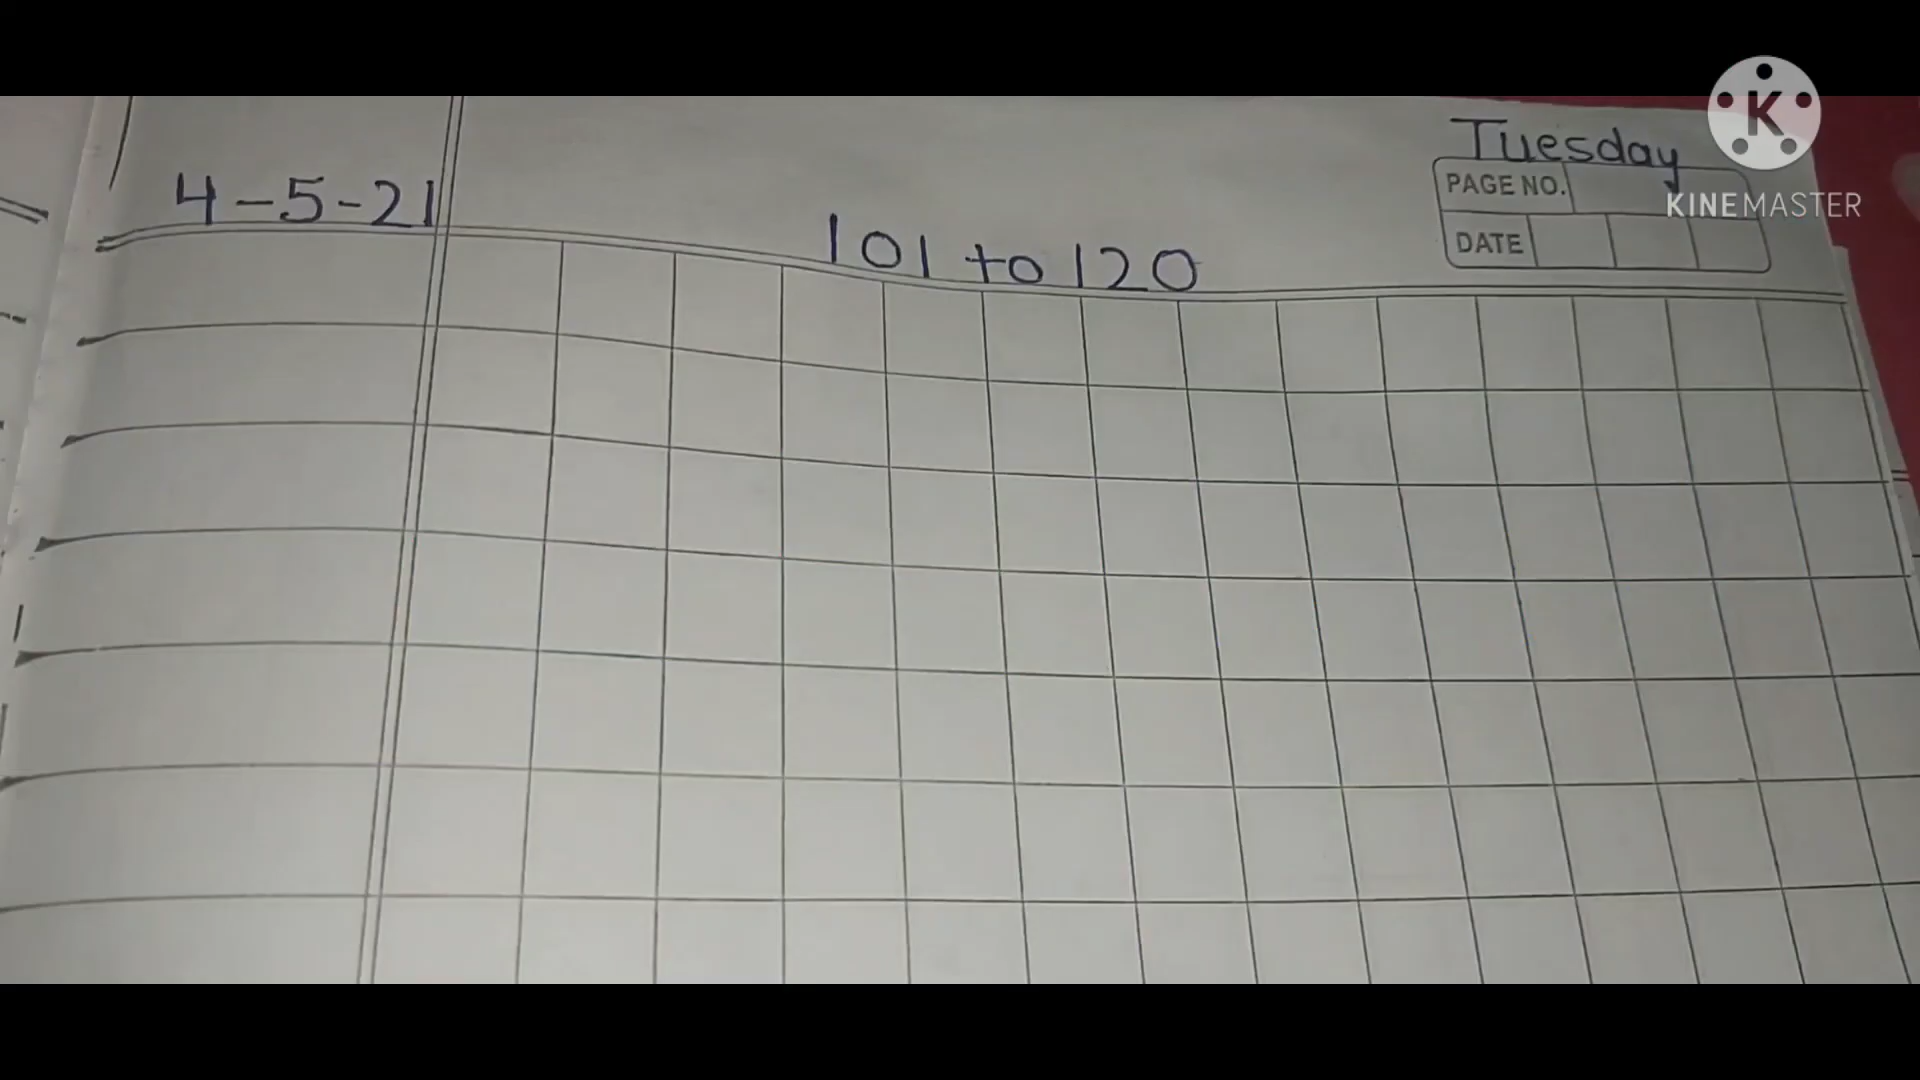 Tuesday
PAGE NO.
4-5-21
DATE
101 to 120
KINEMASTER